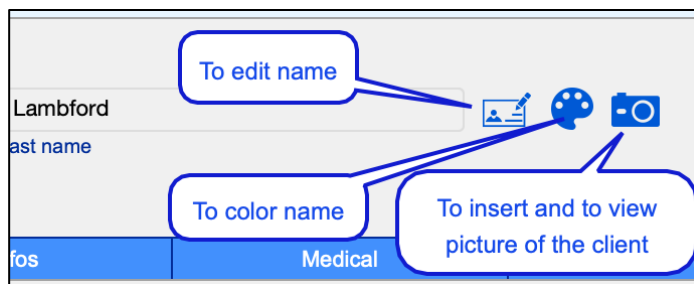 To edit name
Lambford
ast name
To color name
To insert and to view
picture of the client
fos
Medical